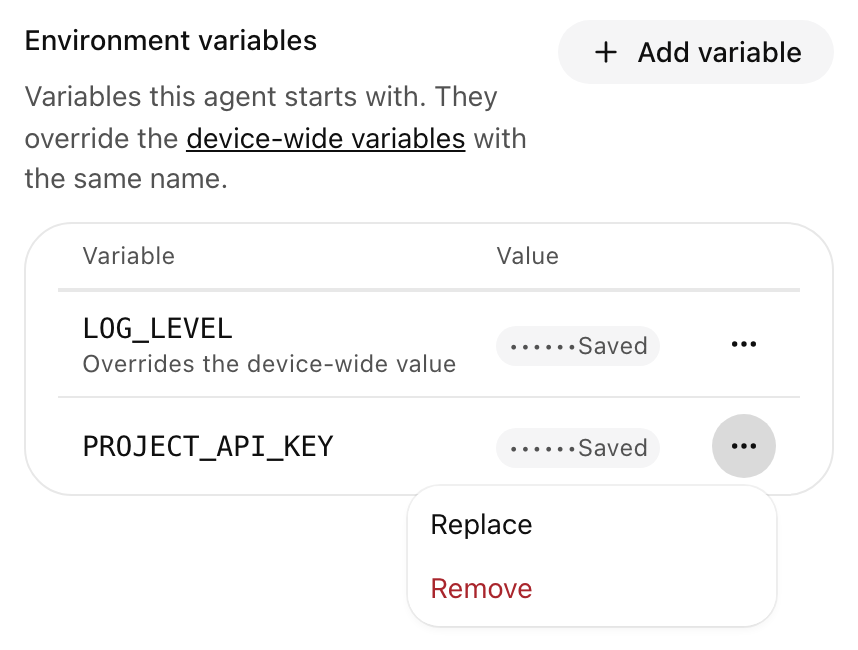 Environment variables
+ Add variable
Variables this agent starts with. They
override the device-wide variables with
the same name.
Variable Value
LOG_LEVEL
Overrides the device-wide value
······Saved
PROJECT_API_KEY ······Saved
Replace
Remove